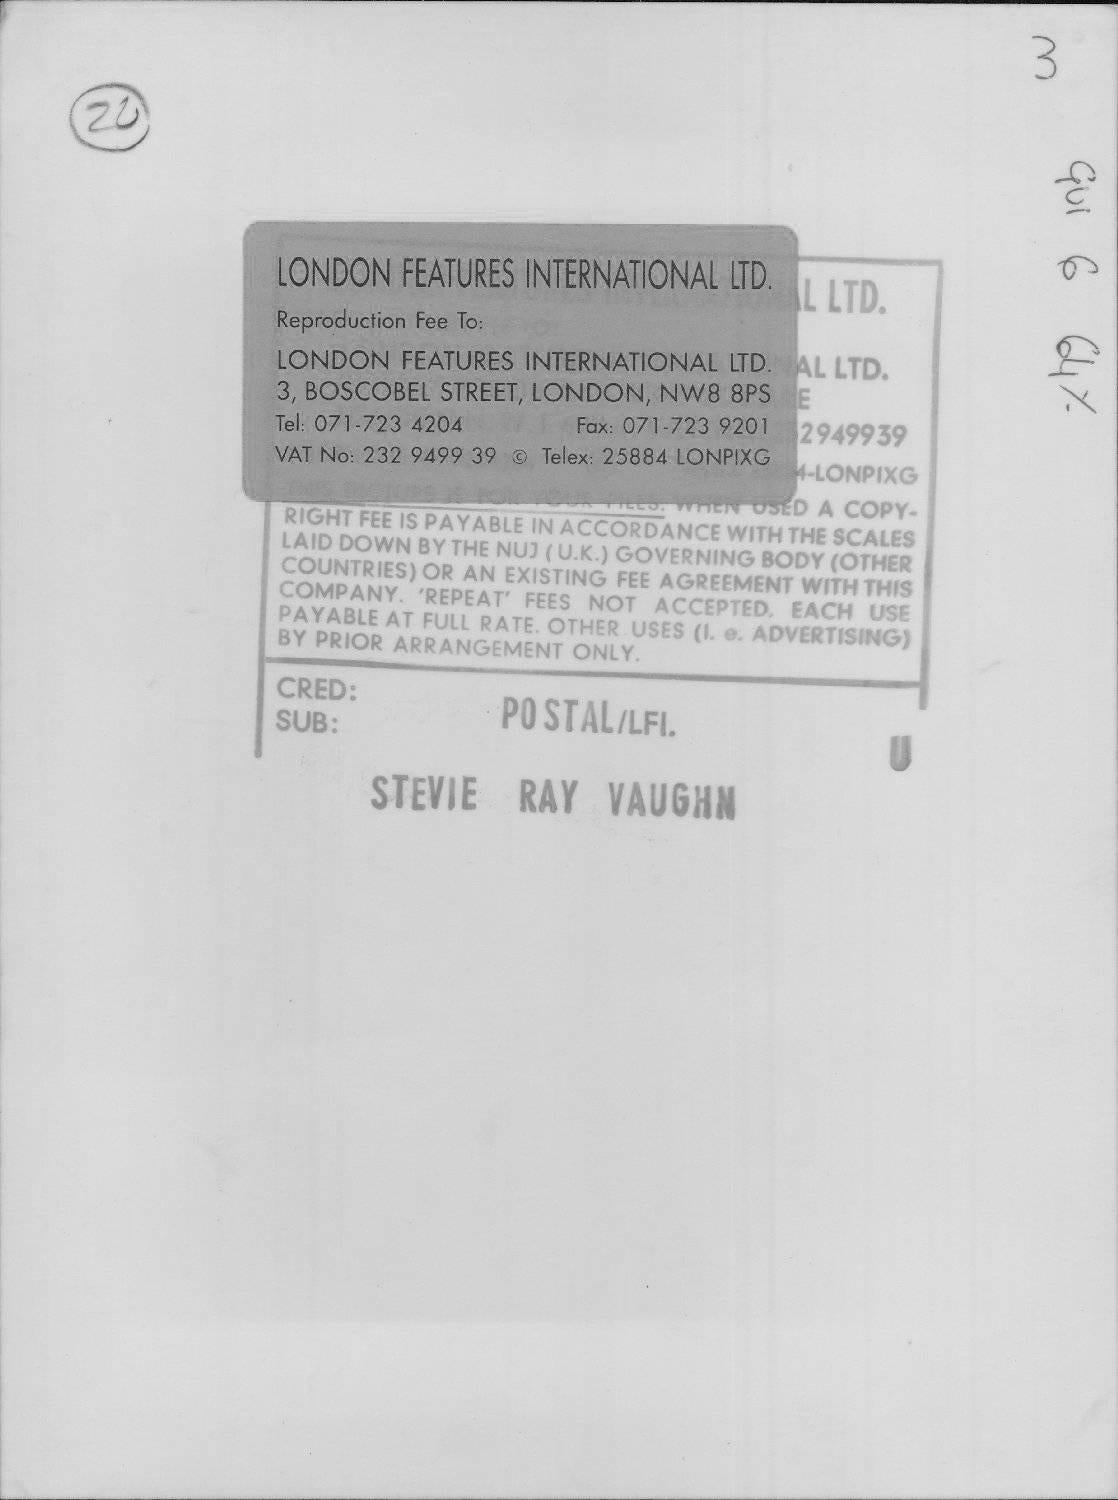 3
LONDON FEATURES INTERNATIONAL LTD.
Reproduction Fee To:
LONDON FEATURES INTERNATIONAL LTD.
3, BOSCOBEL STREET, LONDON, NW8 8PS
Tel: 071-723 4204 Fax: 071-723 9201
VAT No: 232 9499 39 © Telex: 25884 LONPIXG
L LTD.
AL LTD.
E
2949939
4-LONPIXG
FILES. WHEN USED A COPY-
RIGHT FEE IS PAYABLE IN ACCORDANCE WITH THE SCALES
LAID DOWN BY THE NUJ (U.K.) GOVERNING BODY (OTHER
COUNTRIES) OR AN EXISTING FEE AGREEMENT WITH THIS
COMPANY. 'REPEAT' FEES NOT ACCEPTED. EACH USE
PAYABLE AT FULL RATE. OTHER USES (I. e. ADVERTISING)
BY PRIOR ARRANGEMENT ONLY.
CRED:
SUB:
POSTAL/LFI.
U
STEVIE RAY VAUGHN